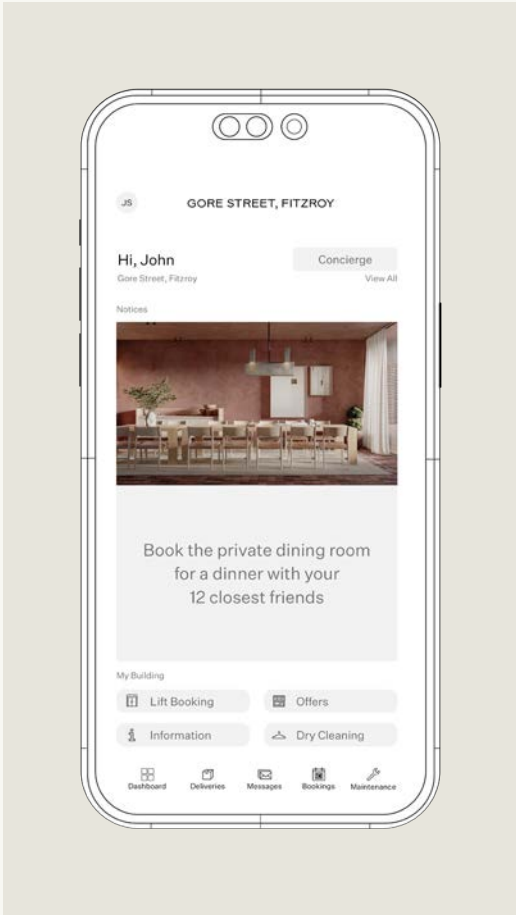 JS
GORE STREET, FITZROY
Hi, John
Concierge
Gore Street, Fitzroy
View All
Notices
Book the private dining room
for a dinner with your
12 closest friends
My Building
Lift Booking
Offers
Information
Dry Cleaning
Dashboard
Deliveries
Messages
Bookings
Maintenance